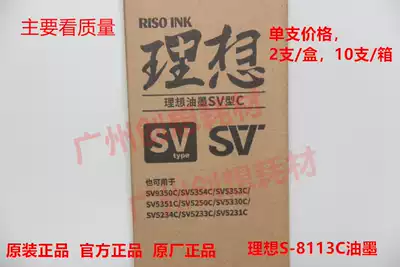 主要看质量
RISO INK
单支价格，
2支/盒，10支/箱
理想
理想油墨SV型C
广州创想耗材
SV type SV
也可用于
SV5350C/SV5354C/SV5353C/
SV5351C/SV5250C/SV5330C/
SV5234C/SV5233C/SV5231C
原装正品 官方正品 原厂正品
理想S-8113C油墨